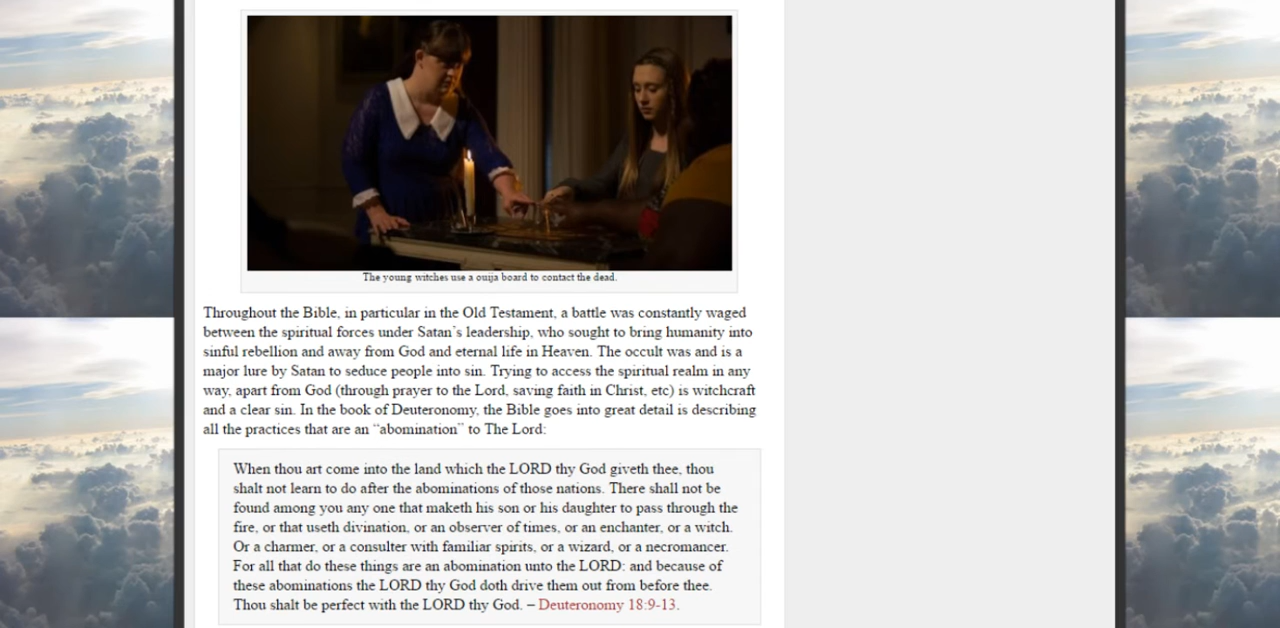 The young witches use a ouija board to contact the dead.
Throughout the Bible, in particular in the Old Testament, a battle was constantly waged
between the spiritual forces under Satan's leadership, who sought to bring humanity into
sinful rebellion and away from God and eternal life in Heaven. The occult was and is a
major lure by Satan to seduce people into sin. Trying to access the spiritual realm in any
way, apart from God (through prayer to the Lord, saving faith in Christ, etc) is witchcraft
and a clear sin. In the book of Deuteronomy, the Bible goes into great detail is describing
all the practices that are an “abomination” to The Lord:
When thou art come into the land which the LORD thy God giveth thee, thou
shalt not learn to do after the abominations of those nations. There shall not be
found among you any one that maketh his son or his daughter to pass through the
fire, or that useth divination, or an observer of times, or an enchanter, or a witch.
Or a charmer, or a consulter with familiar spirits, or a wizard, or a necromancer.
For all that do these things are an abomination unto the LORD: and because of
these abominations the LORD thy God doth drive them out from before thee.
Thou shalt be perfect with the LORD thy God. – Deuteronomy 18:9-13.